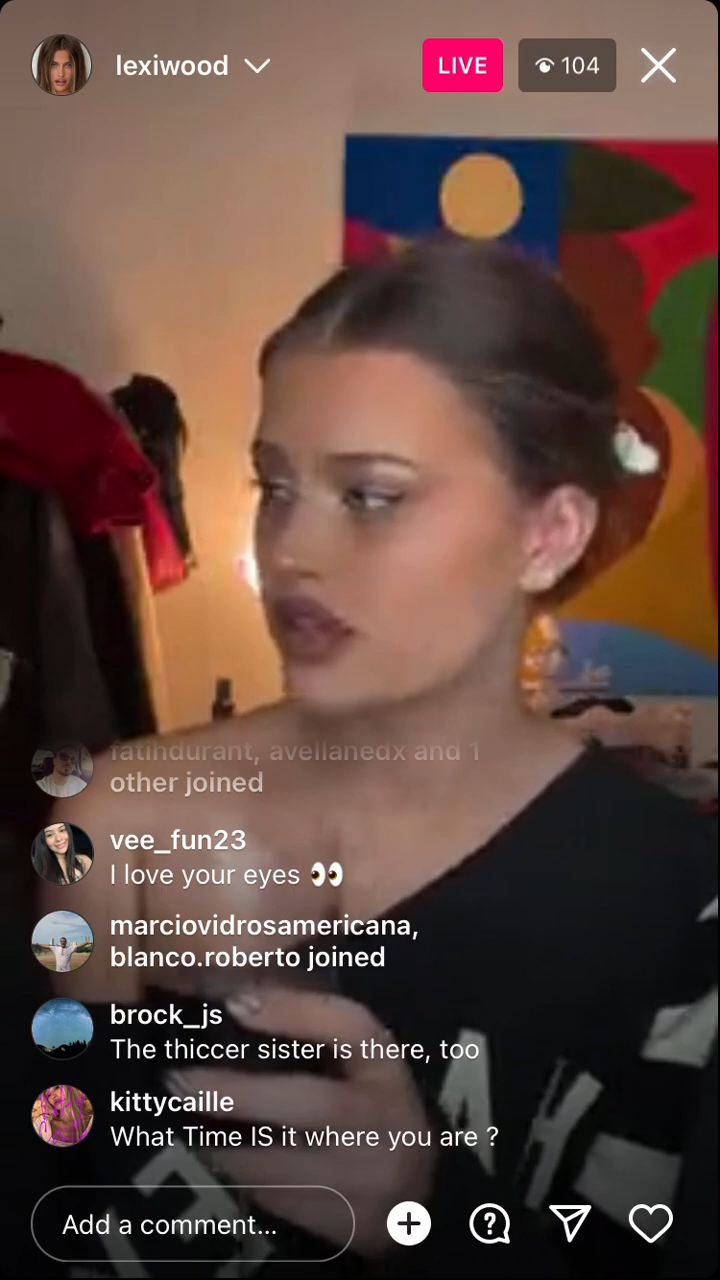 lexiwood
LIVE
104
fatihdurant, avellanedx and 1
other joined
vee_fun23
I love your eyes 👀
marciovidrosamericana,
blanco.roberto joined
brock_js
The thiccer sister is there, too
kittycaille
What Time IS it where you are ?
Add a comment...